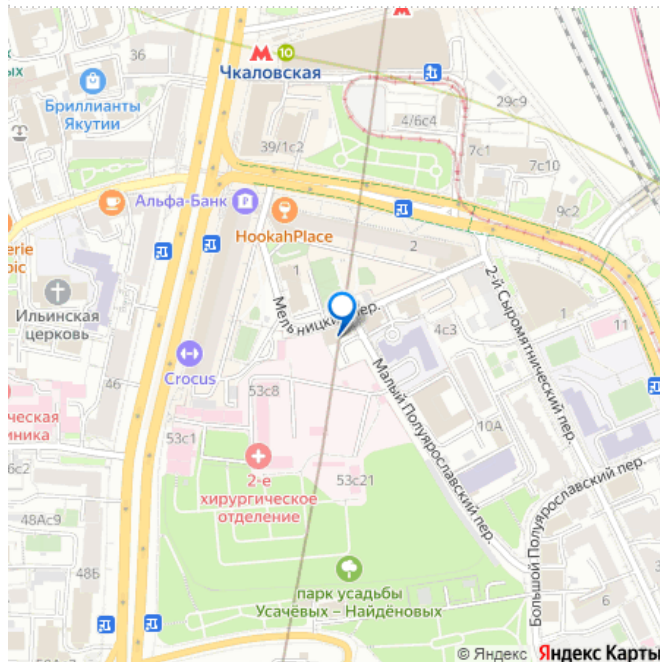 36
10
Чкаловская
Бриллианты
Якутии
39/1с2
4/6с4
29с9
7с1
7с10
Альфа-Банк
9с2
HookahPlace
2
1
Ильинская
церковь
Мельницкий пер.
2-й Сыромятнический пер.
1
11
4с3
46
Crocus
53с8
Малый Полуярославский пер.
10А
53с1
2-е
хирургическое
отделение
53с21
Большой Полуярославский пер.
48Ас9
48Б
парк усадьбы
Усачёвых – Найдёновых
6
© Яндекс Яндекс Карты